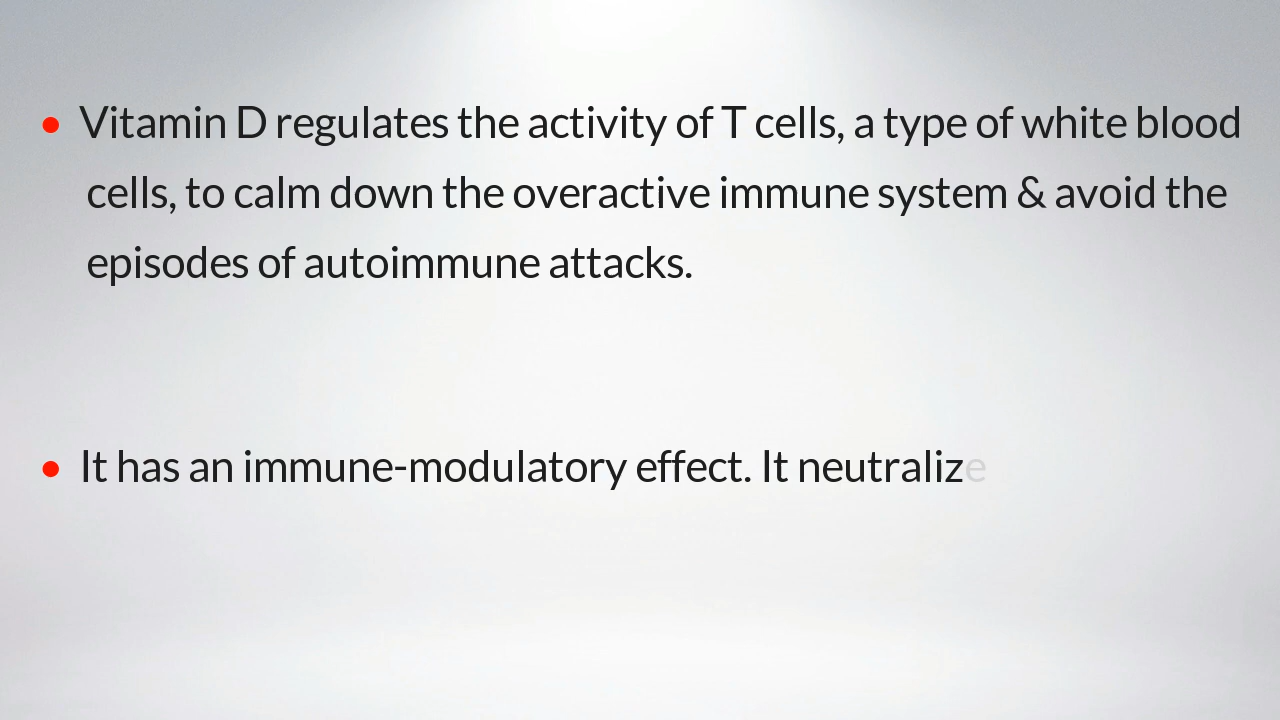 • Vitamin D regulates the activity of T cells, a type of white blood
cells, to calm down the overactive immune system & avoid the
episodes of autoimmune attacks.
• It has an immune-modulatory effect. It neutralize